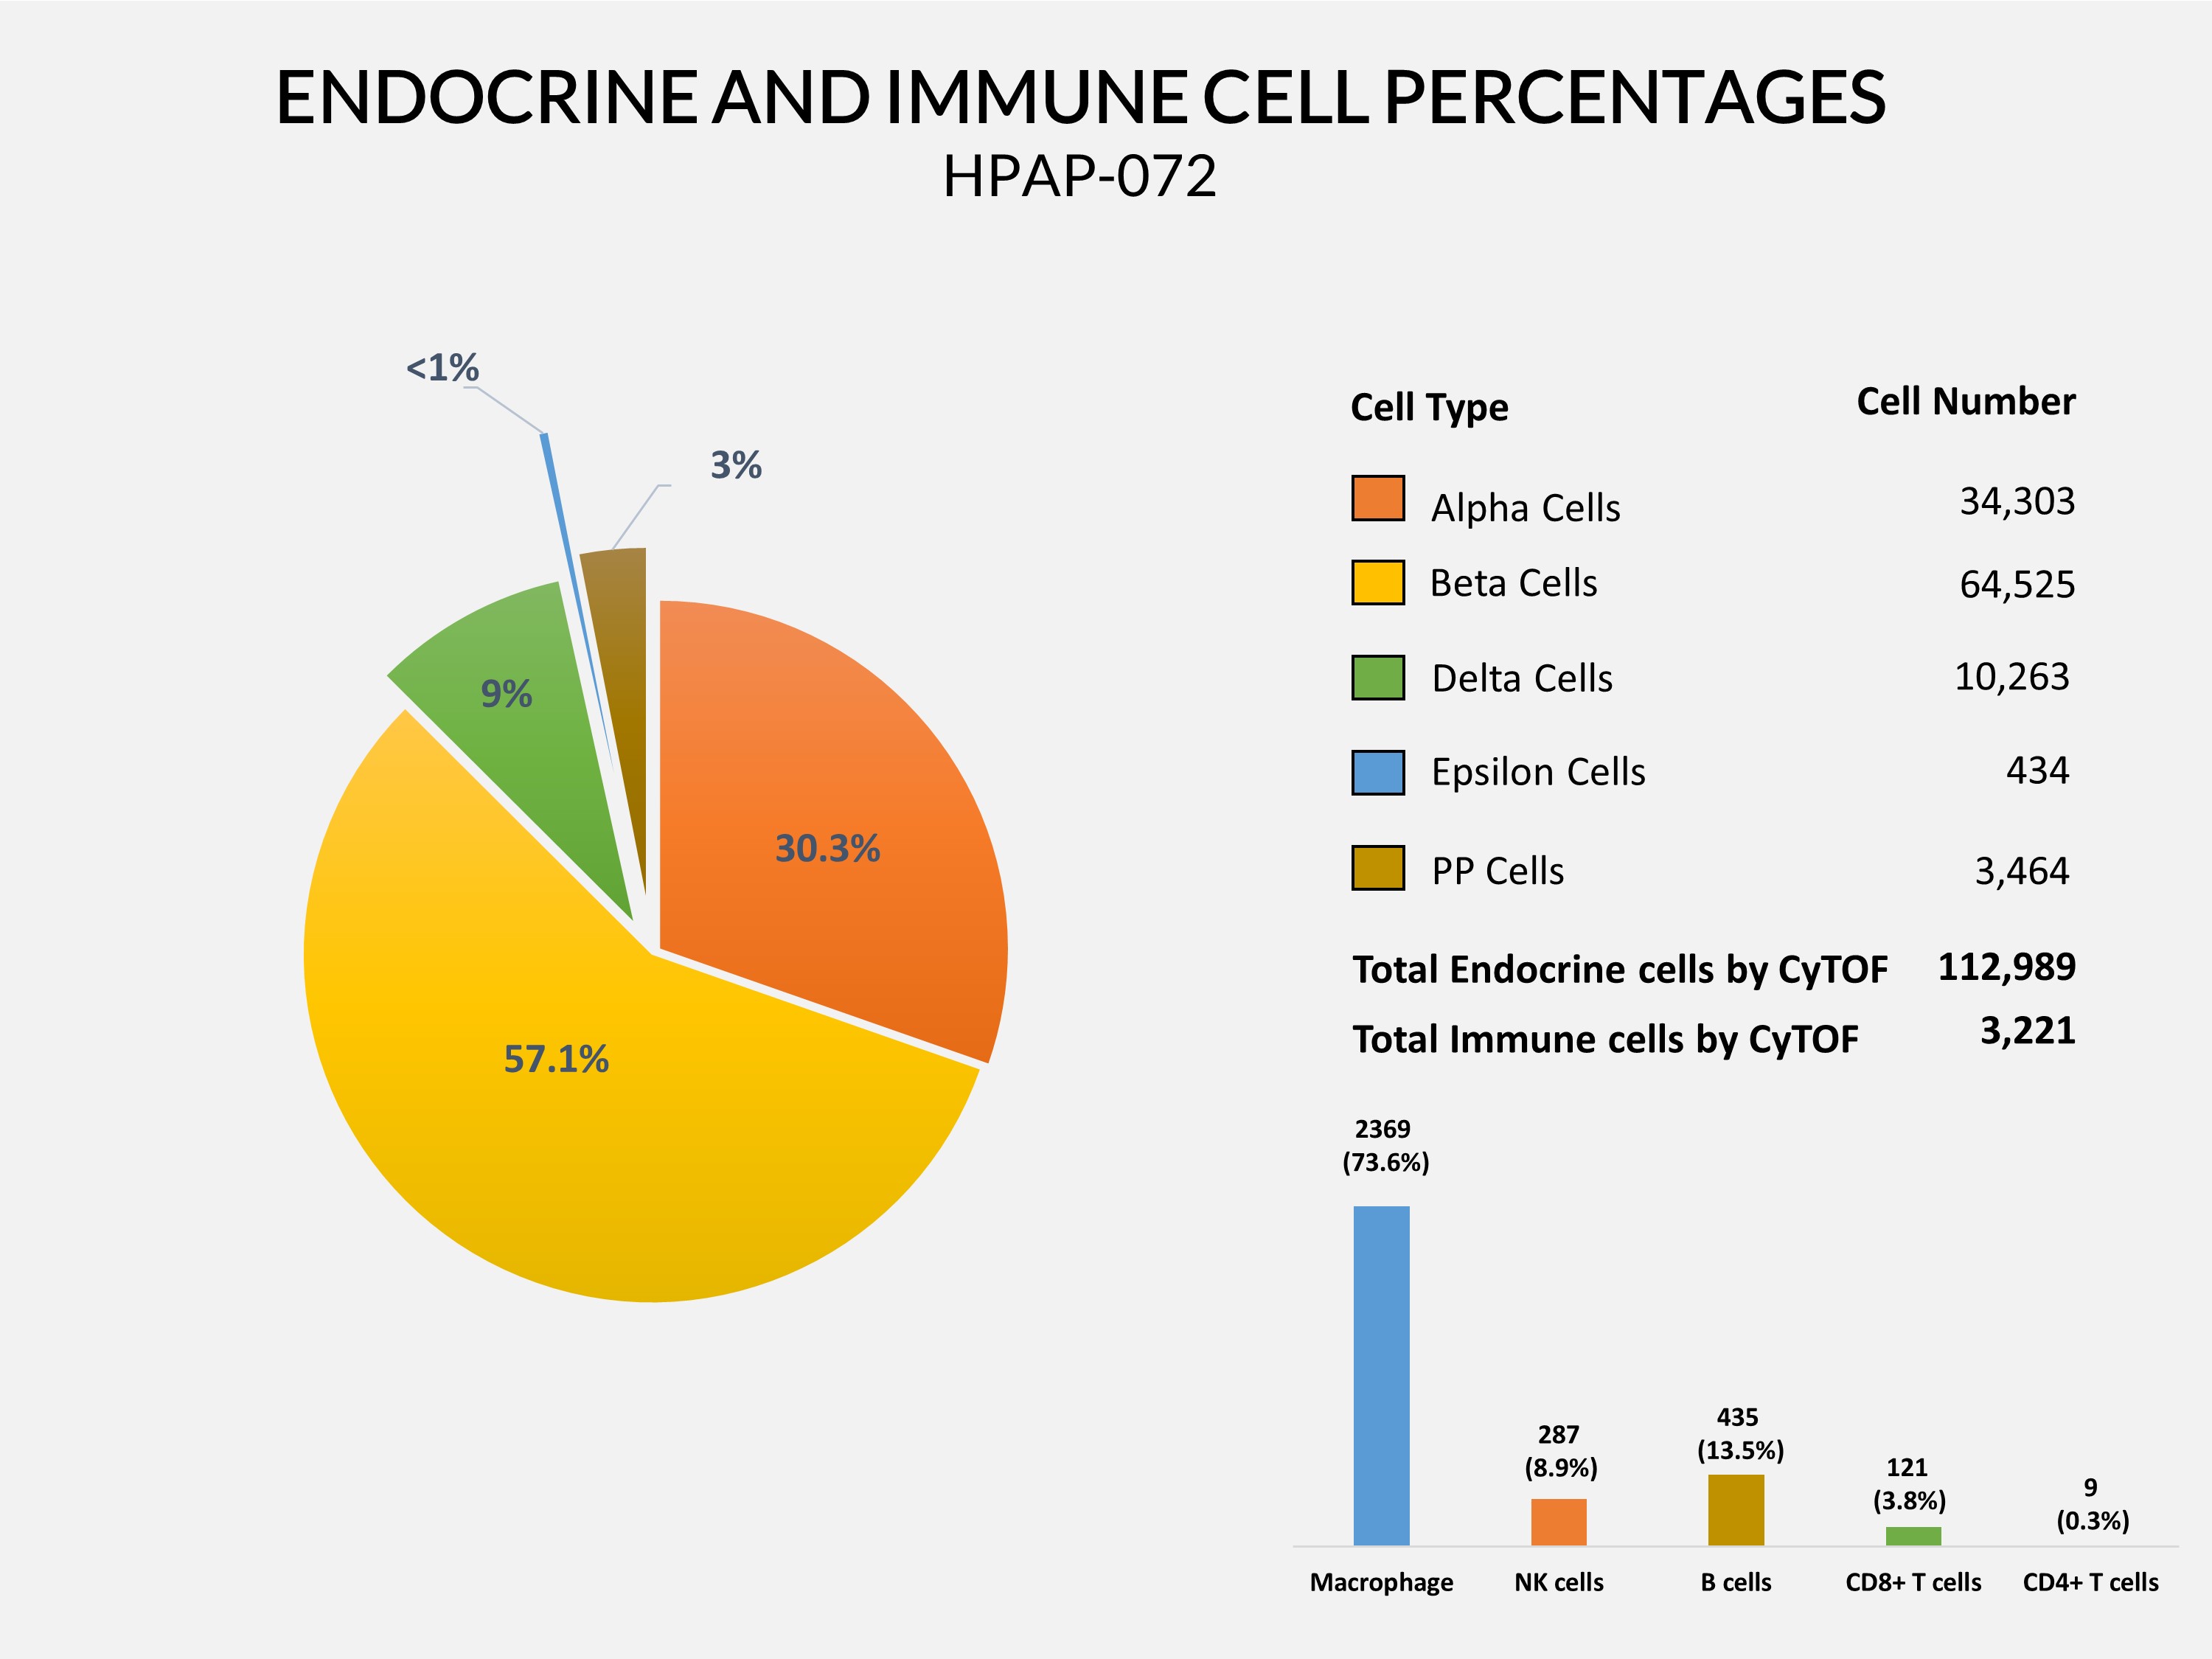 ENDOCRINE AND IMMUNE CELL PERCENTAGES
HPAP-072
<1%
3%
9%
30.3%
57.1%
Cell Type Cell Number
Alpha Cells 34,303
Beta Cells 64,525
Delta Cells 10,263
Epsilon Cells 434
PP Cells 3,464
Total Endocrine cells by CyTOF 112,989
Total Immune cells by CyTOF 3,221
2369
(73.6%)
287
(8.9%)
435
(13.5%)
121
(3.8%)
9
(0.3%)
Macrophage NK cells B cells CD8+ T cells CD4+ T cells